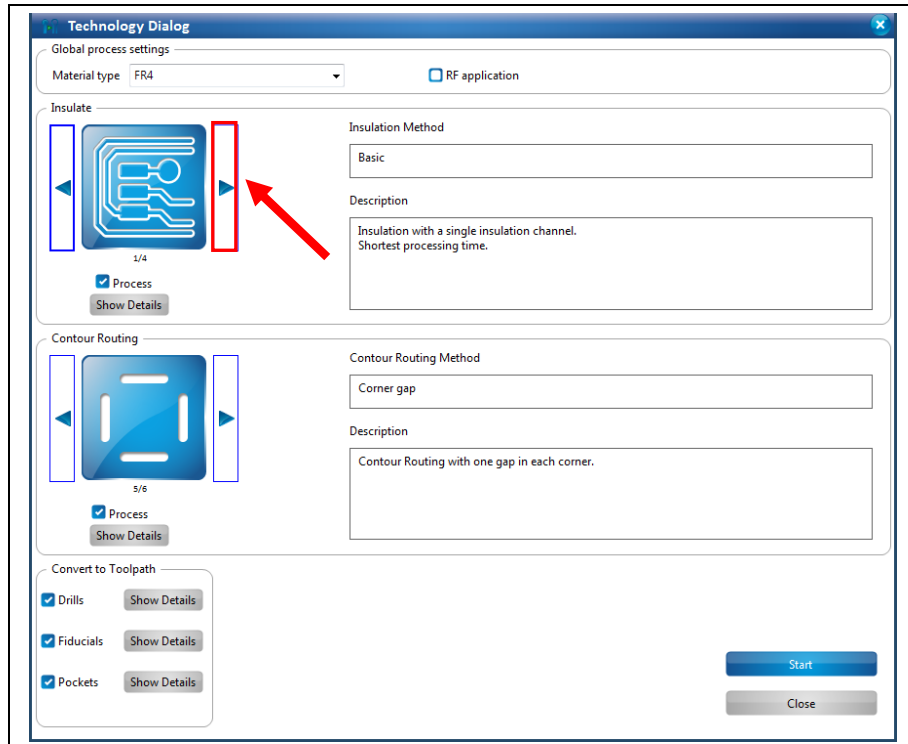 Technology Dialog
Global process settings
Material type FR4 RF application
Insulate
Insulation Method
Basic
Description
Insulation with a single insulation channel.
Shortest processing time.
1/4
Process
Show Details
Contour Routing
Contour Routing Method
Corner gap
Description
Contour Routing with one gap in each corner.
5/6
Process
Show Details
Convert to Toolpath
Drills Show Details
Fiducials Show Details
Pockets Show Details
Start
Close